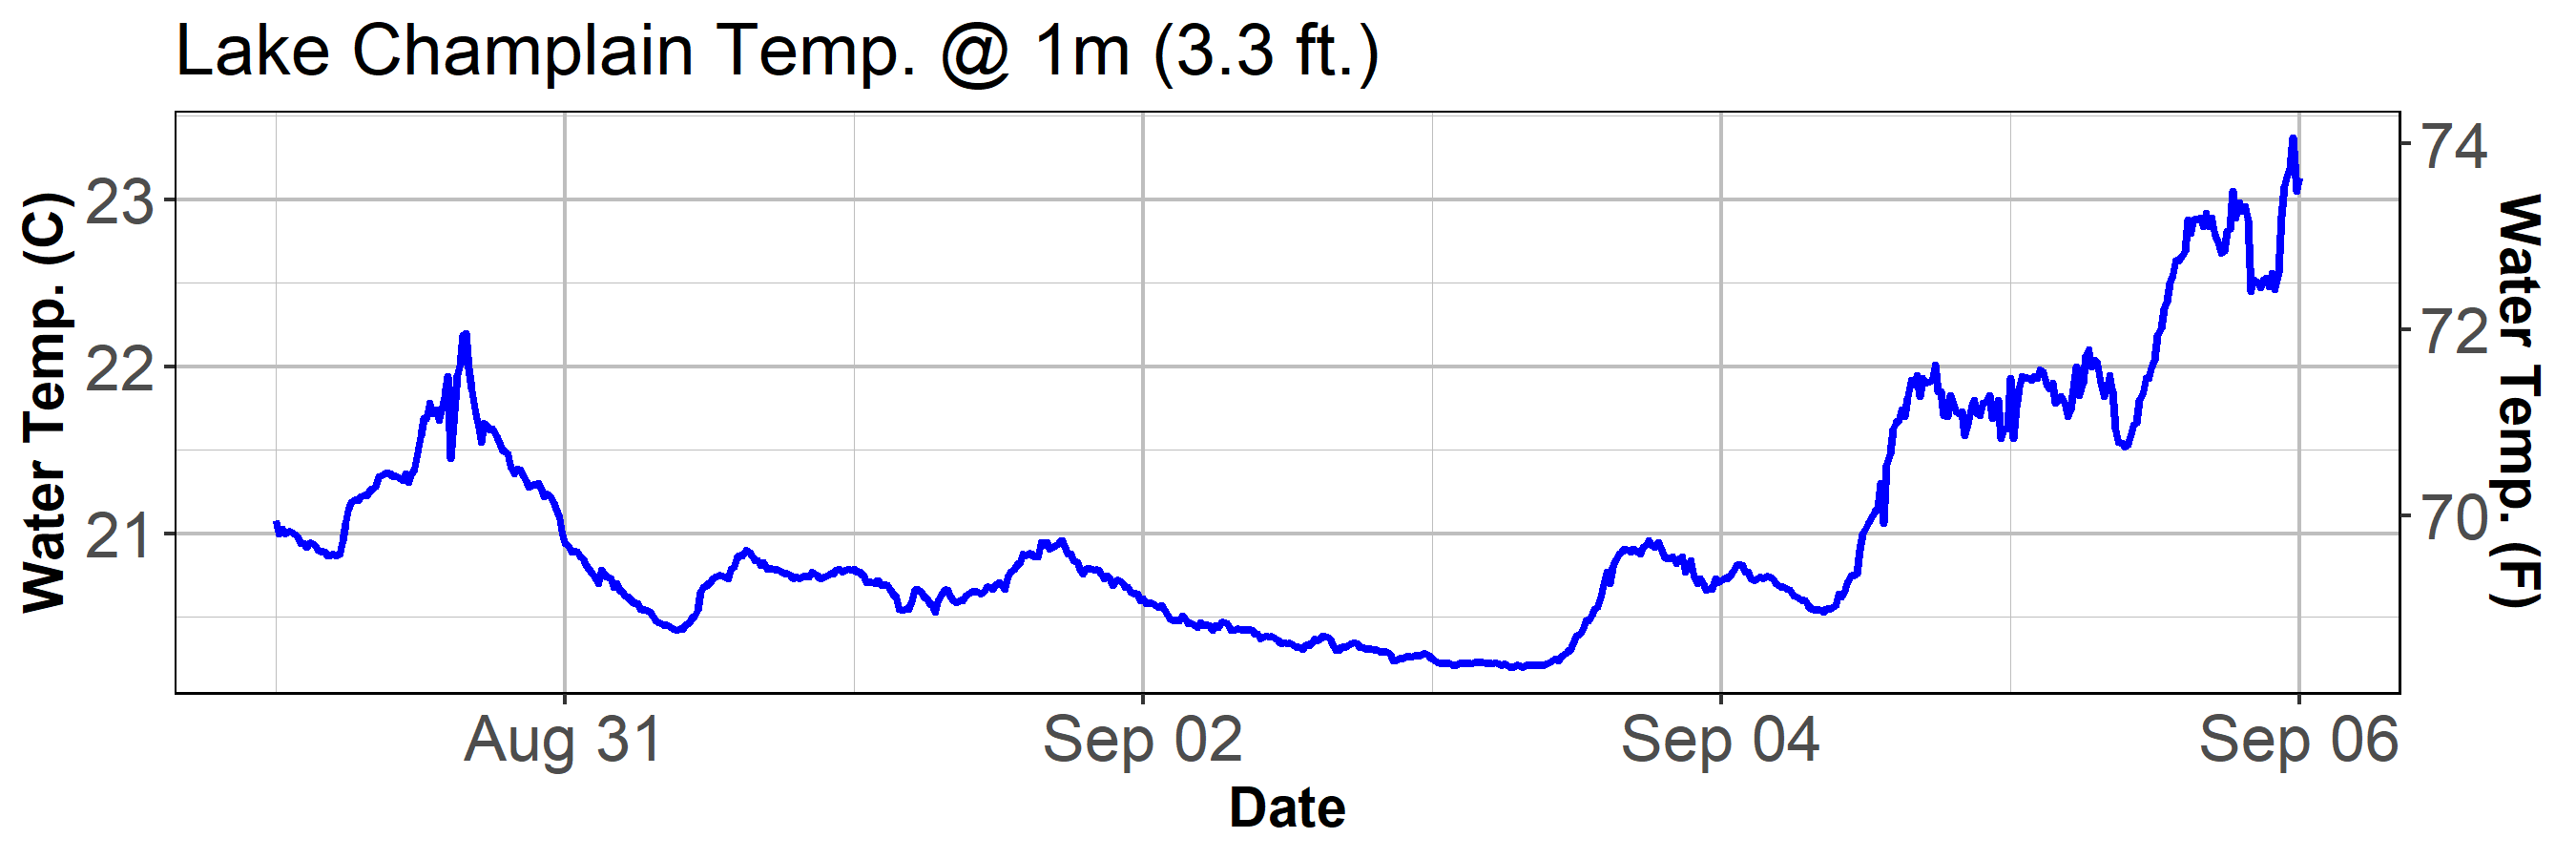 Lake Champlain Temp. @ 1m (3.3 ft.)
Water Temp. (C)
23
22
21
74
72
70
Water Temp. (F)
Aug 31 Sep 02 Sep 04 Sep 06
Date